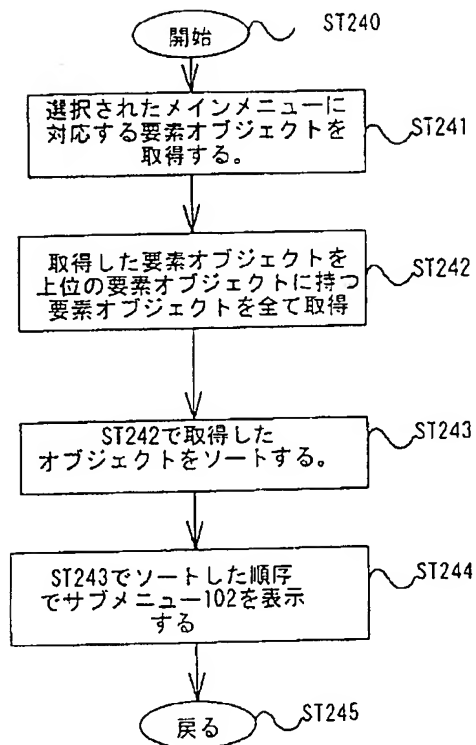 開始
ST240
選択されたメインメニューに
対応する要素オブジェクトを
取得する。
ST241
取得した要素オブジェクトを
上位の要素オブジェクトに持つ
要素オブジェクトを全て取得
ST242
ST242で取得した
オブジェクトをソートする。
ST243
ST243でソートした順序
でサブメニュー102を表示
する
ST244
戻る
ST245